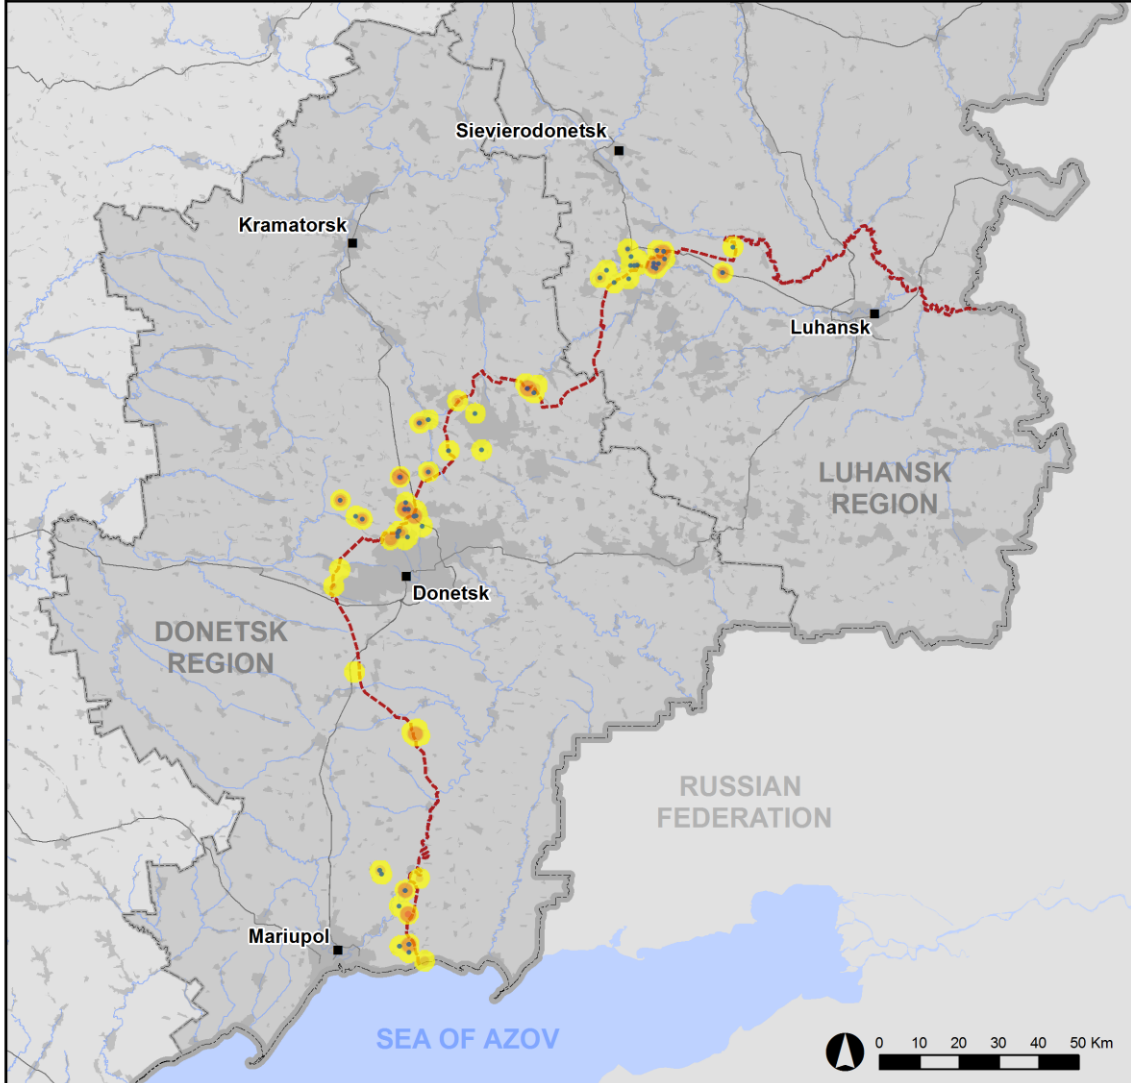 Sievierodonetsk
Kramatorsk
Luhansk
LUHANSK
REGION
Donetsk
DONETSK
REGION
RUSSIAN
FEDERATION
Mariupol
SEA OF AZOV
0 10 20 30 40 50 Km